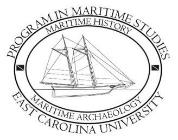 PROGRAM IN MARITIME STUDIES
MARITIME HISTORY
MARITIME ARCHAEOLOGY
EAST CAROLINA UNIVERSITY